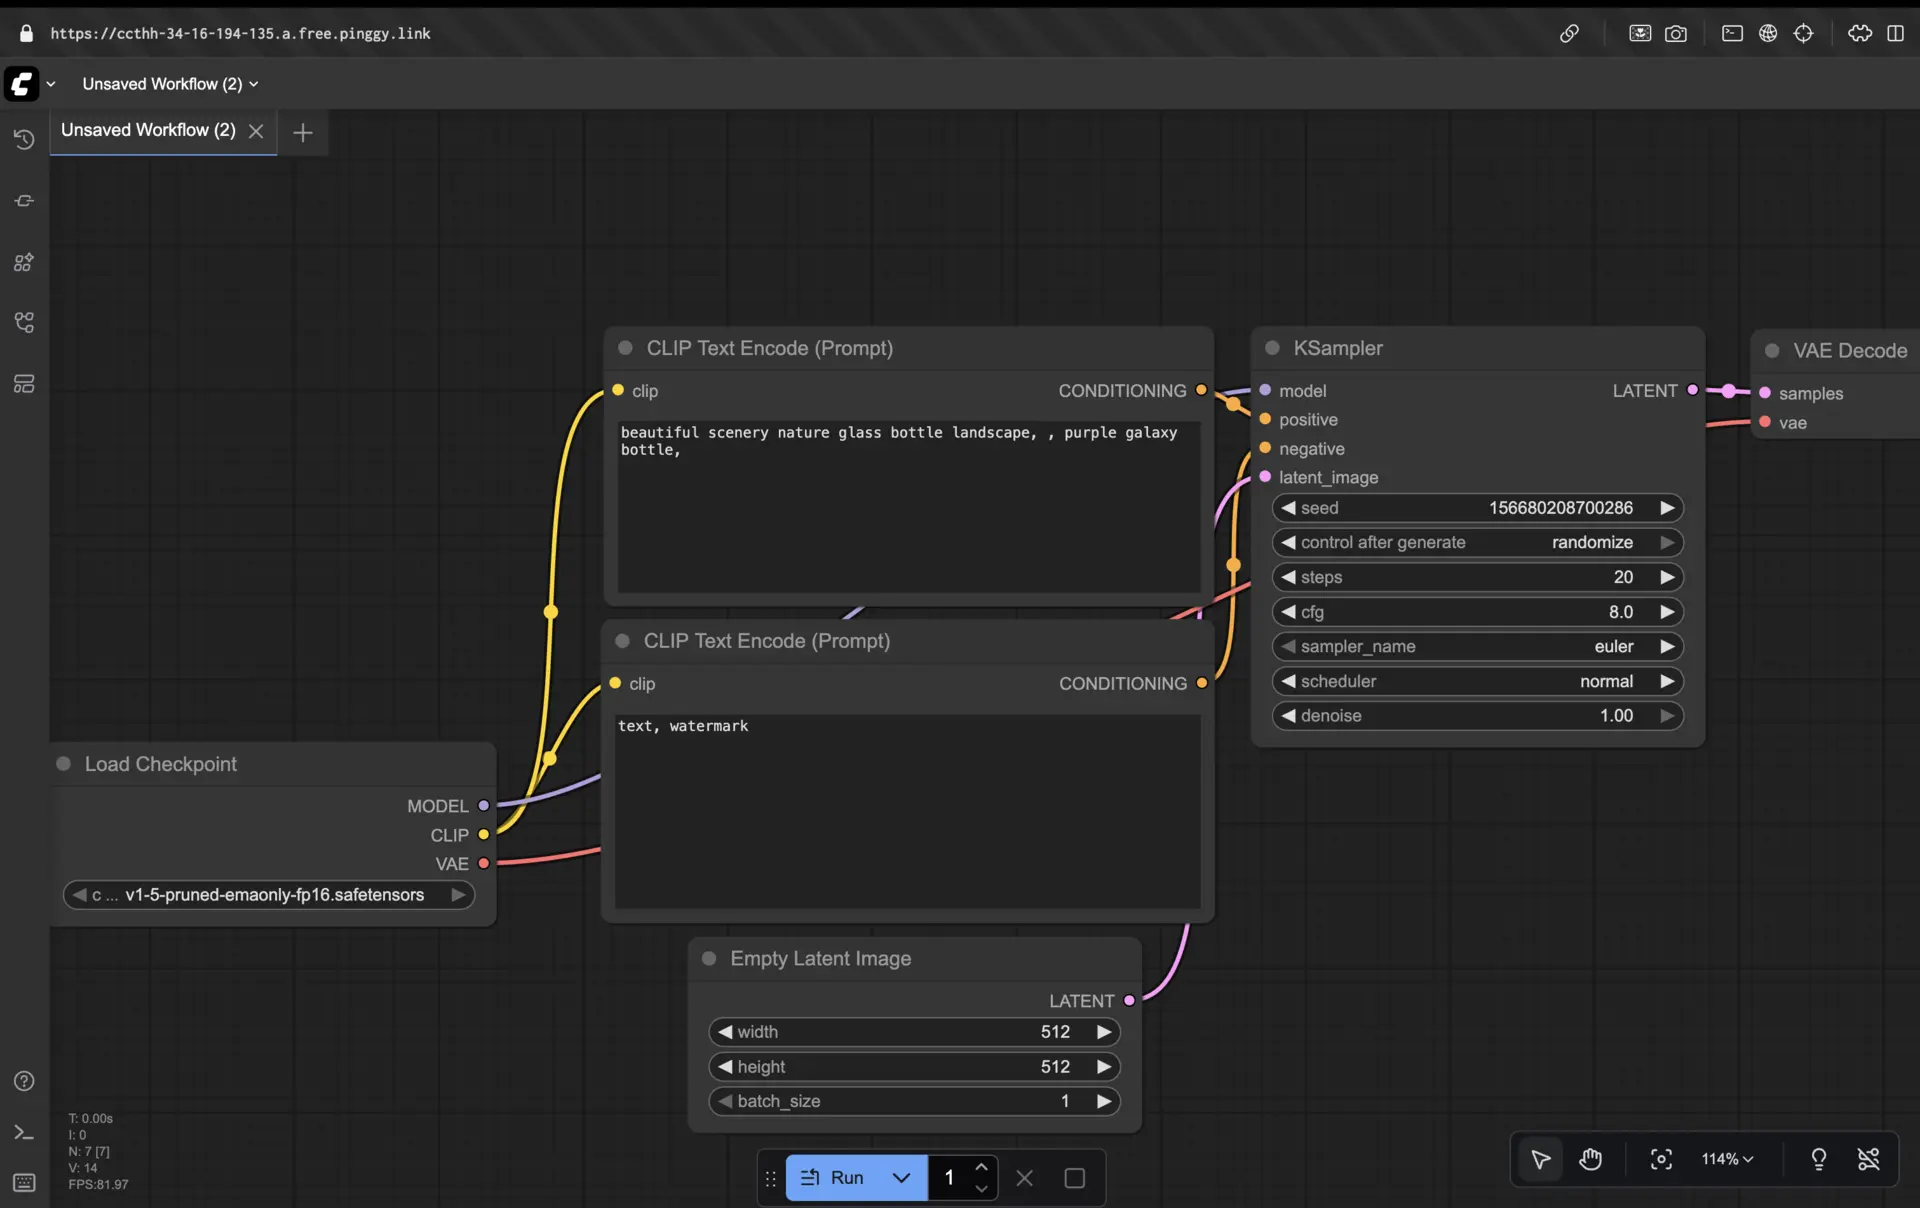 https://ccthh-34-16-194-135.a.free.pinggy.link
Unsaved Workflow (2)
Unsaved Workflow (2)
CLIP Text Encode (Prompt)
clip
CONDITIONING
beautiful scenery nature glass bottle landscape, , purple galaxy
bottle,
KSampler
model
LATENT
positive
negative
latent_image
seed 156680208700286
control after generate randomize
steps 20
cfg 8.0
sampler_name euler
scheduler normal
denoise 1.00
VAE Decode
samples
vae
CLIP Text Encode (Prompt)
clip
CONDITIONING
text, watermark
Load Checkpoint
MODEL
CLIP
VAE
c ... v1-5-pruned-emaonly-fp16.safetensors
Empty Latent Image
LATENT
width 512
height 512
batch_size 1
T: 0.00s
I: 0
N: 7 [7]
V: 14
FPS:81.97
Run
1
114%